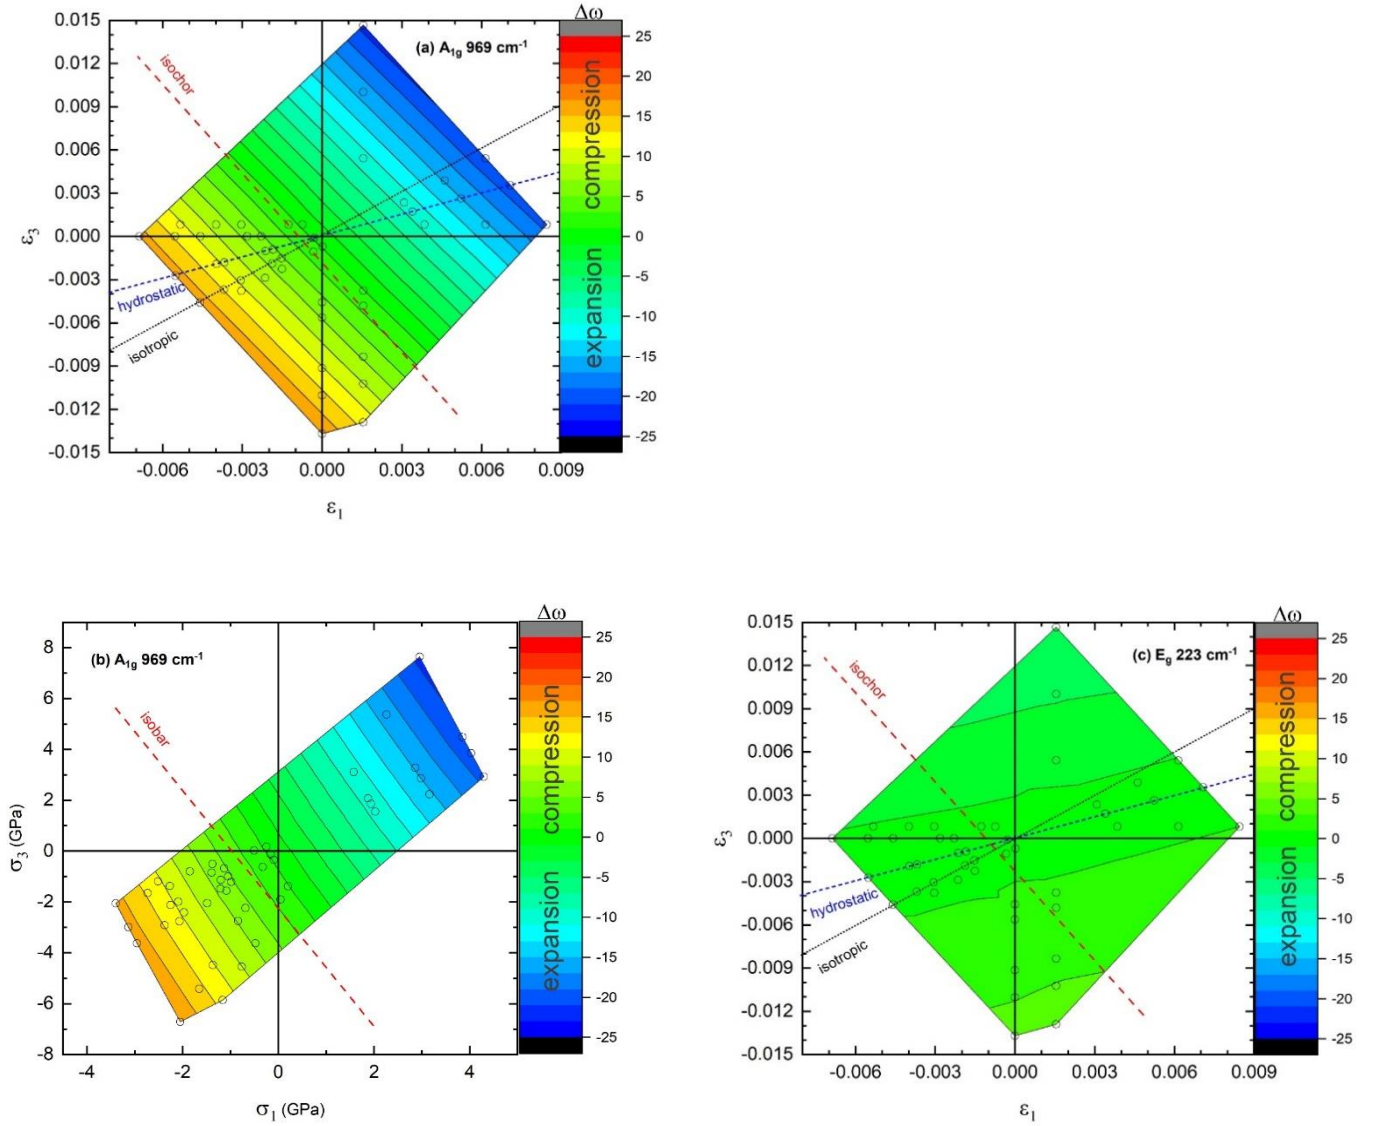 Δω
(a) A1g 969 cm-1
isochor
hydrostatic
isotropic
compression
expansion
0.015
0.012
0.009
0.006
0.003
0.000
-0.003
-0.006
-0.009
-0.012
-0.015
ε3
-0.006 -0.003 0.000 0.003 0.006 0.009
ε1
25
20
15
10
5
0
-5
-10
-15
-20
-25
Δω
(b) A1g 969 cm-1
isobar
compression
expansion
8
6
4
2
0
-2
-4
-6
-8
σ3 (GPa)
-4 -2 0 2 4
σ1 (GPa)
25
20
15
10
5
0
-5
-10
-15
-20
-25
Δω
(c) Eg 223 cm-1
isochor
hydrostatic
isotropic
compression
expansion
0.015
0.012
0.009
0.006
0.003
0.000
-0.003
-0.006
-0.009
-0.012
-0.015
ε3
-0.006 -0.003 0.000 0.003 0.006 0.009
ε1
25
20
15
10
5
0
-5
-10
-15
-20
-25